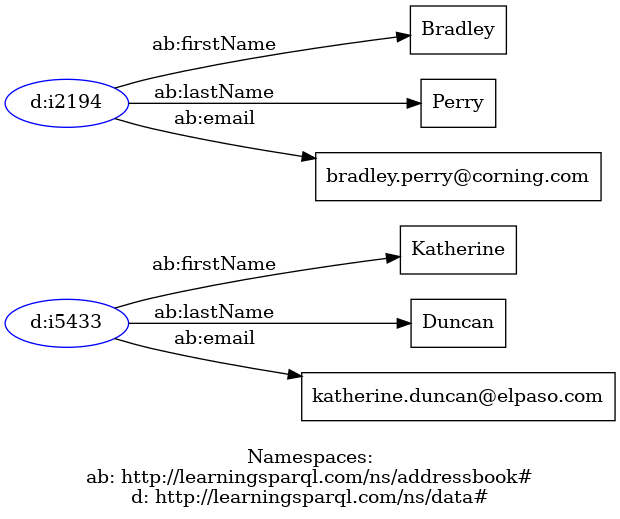 ab:firstName
Bradley
d:i2194
ab:lastName
Perry
ab:email
bradley.perry@corning.com
ab:firstName
Katherine
d:i5433
ab:lastName
Duncan
ab:email
katherine.duncan@elpaso.com
Namespaces:
ab: http://learningsparql.com/ns/addressbook#
d: http://learningsparql.com/ns/data#